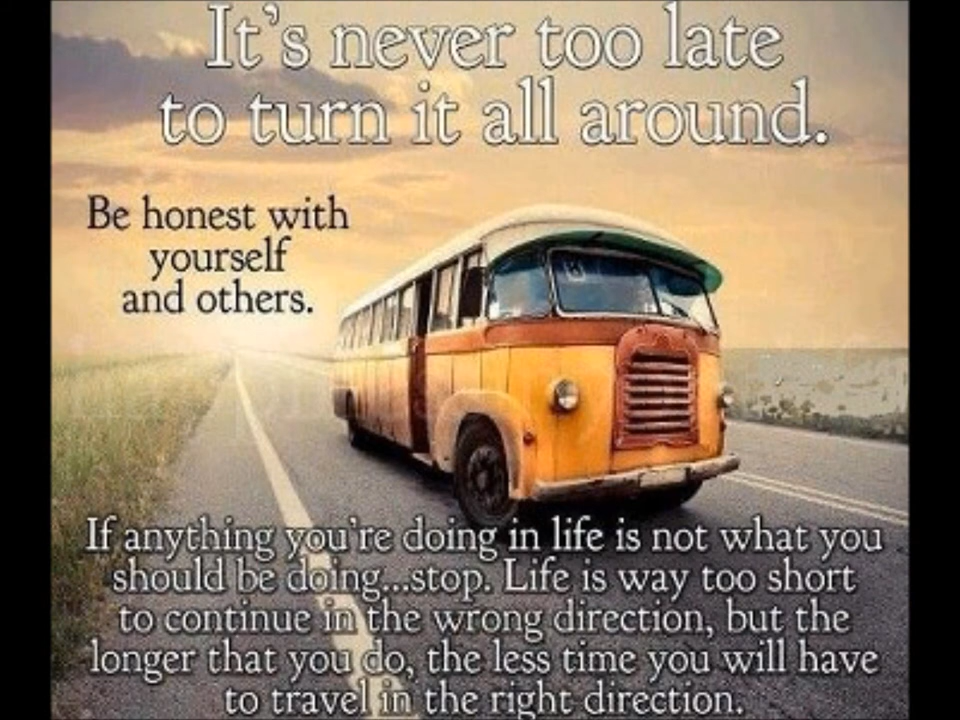 It's never too late
to turn it all around.
Be honest with
yourself
and others.
If anything you're doing in life is not what you
should be doing...stop. Life is way too short
to continue in the wrong direction, but the
longer that you do, the less time you will have
to travel in the right direction.